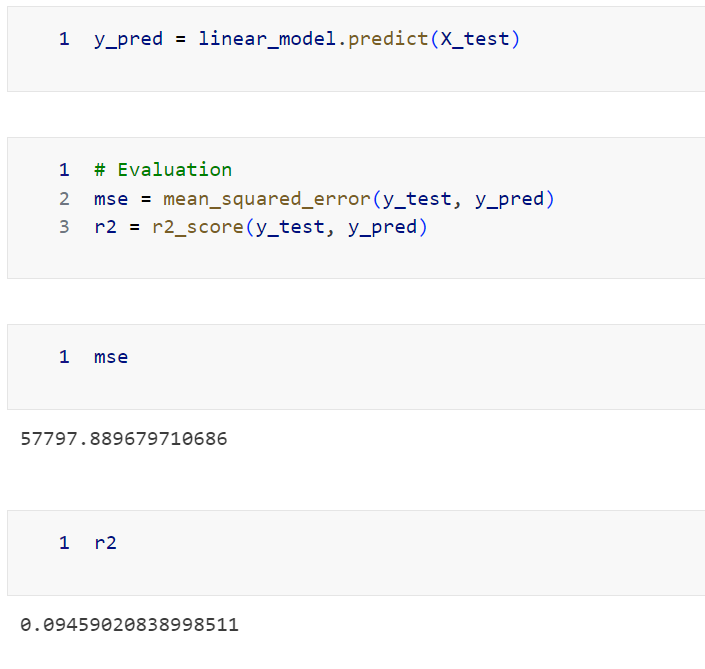 1 y_pred = linear_model.predict(X_test)
1 # Evaluation
2 mse = mean_squared_error(y_test, y_pred)
3 r2 = r2_score(y_test, y_pred)
1 mse
57797.889679710686
1 r2
0.09459020838998511